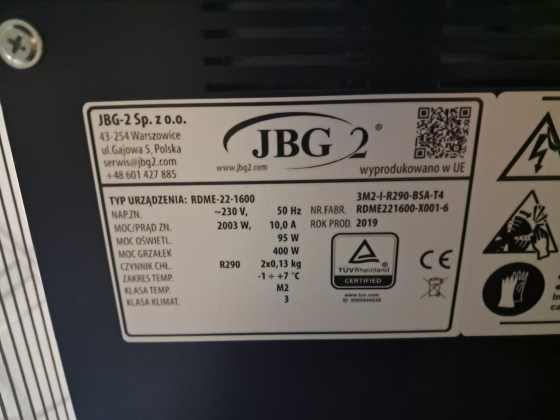 JBG-2 Sp. z o.o.
43-254 Warszowice
ul.Gajowa 5, Polska
serwis@jbg2.com
+48 601 427 885
JBG 2®
www.jbg2.com
wyprodukowano w UE
TYP URZĄDZENIA: RDME-22-1600 3M2-I-R290-BSA-T4
NAP.ZN. ~230 V, 50 Hz NR.FABR. RDME221600-X001-6
MOC/PRĄD ZN. 2003 W, 10,0 A ROK PROD. 2019
MOC OŚWIETL. 95 W
MOC GRZAŁEK 400 W
CZYNNIK CHŁ. R290 2x0,13 kg
ZAKRES TEMP. -1 ÷ +7 °C
KLASA TEMP. M2
KLASA KLIMAT. 3
TÜVRheinland
CERTIFIED
www.tuv.com
CE